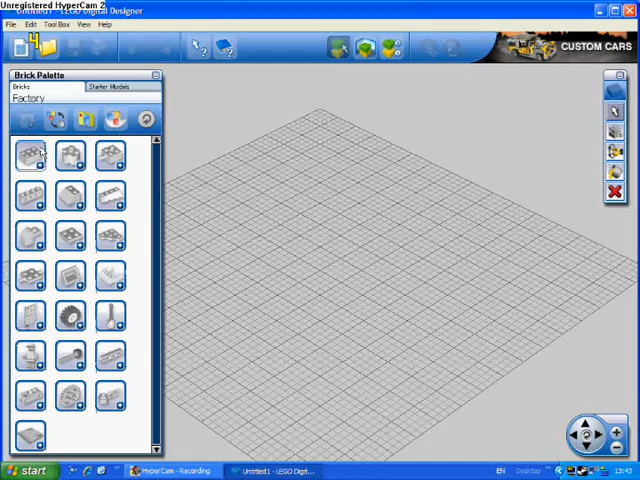 Unregistered HyperCam 2
Untitled1 - LEGO Digital Designer
File Edit Tool Box View Help
4
CUSTOM CARS
Brick Palette
Bricks Starter Models
Factory
start
HyperCam - Recording
Untitled1 - LEGO Digit...
EN Desktop
13:43